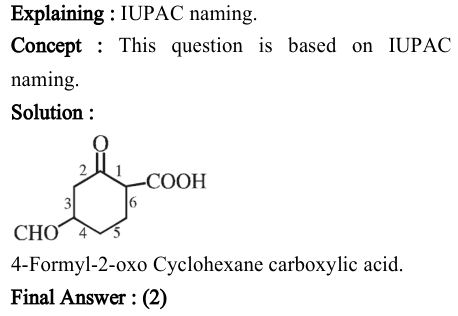 Explaining : IUPAC naming.
Concept : This question is based on IUPAC
naming.
Solution :
O
2 1
COOH
3 6
CHO 4 5
4-Formyl-2-oxo Cyclohexane carboxylic acid.
Final Answer : (2)